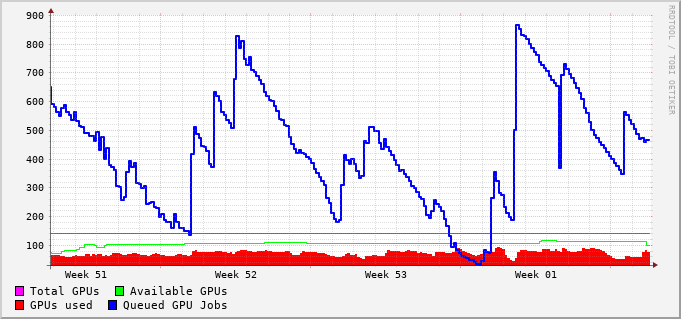 900
800
700
600
500
400
300
200
100
Week 51 Week 52 Week 53 Week 01
Total GPUs Available GPUs
GPUs used Queued GPU Jobs
RRDTOOL / TOBI OETIKER